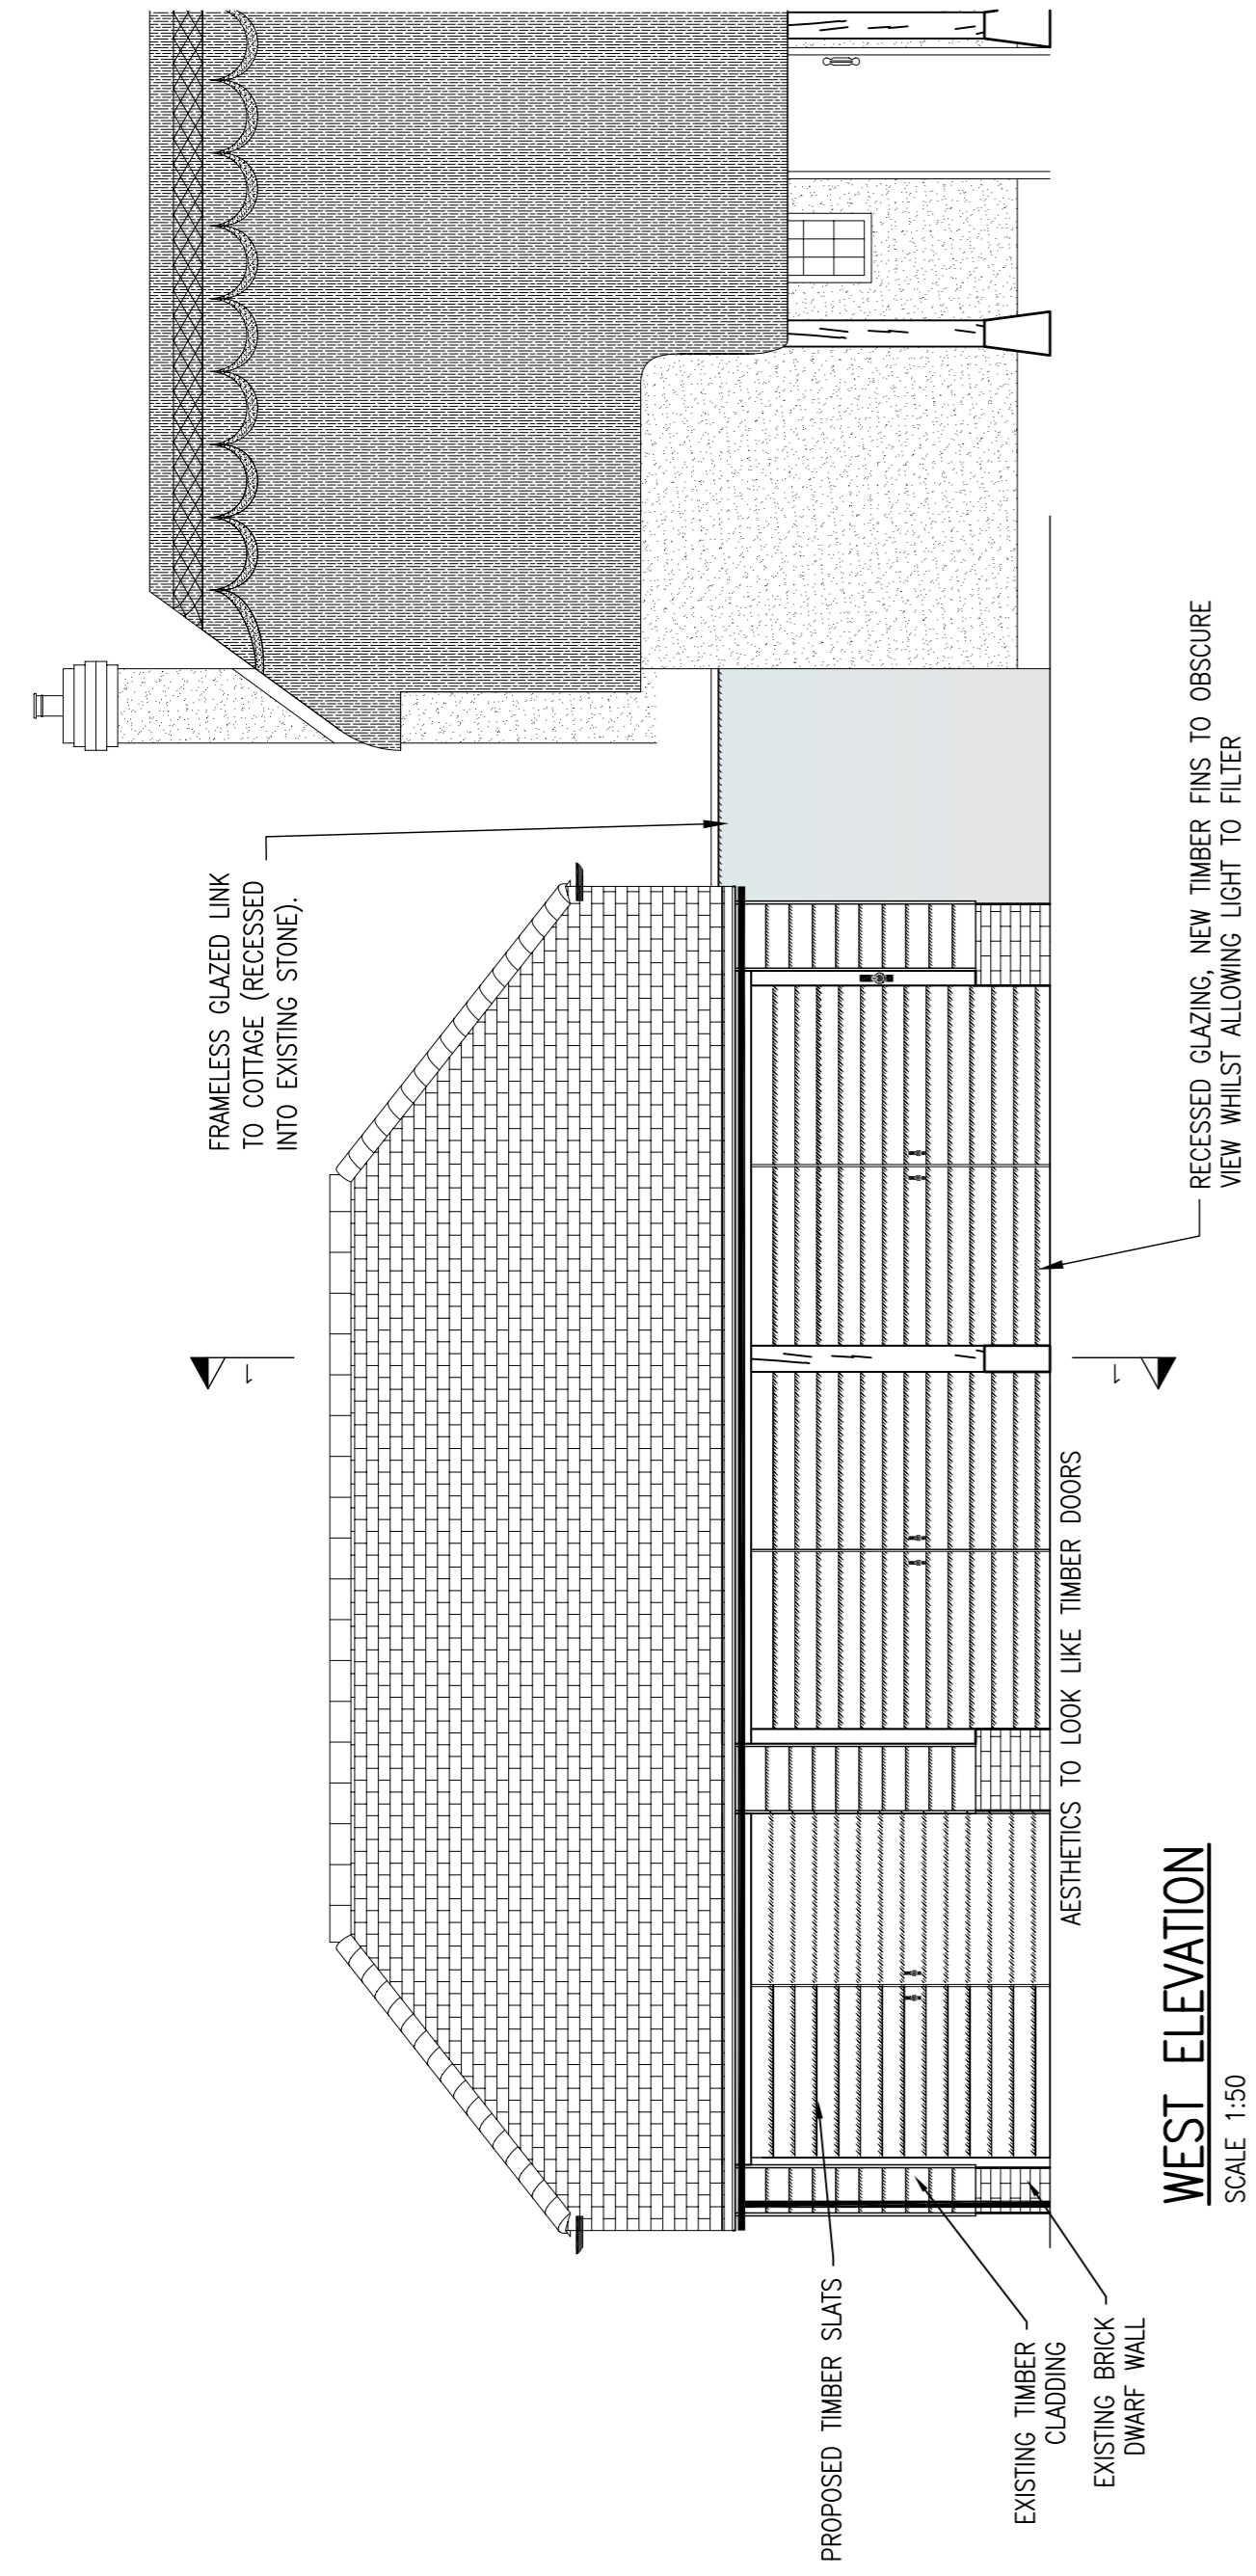 FRAMELESS GLAZED LINK
TO COTTAGE (RECESSED
INTO EXISTING STONE).
1
1
PROPOSED TIMBER SLATS
EXISTING TIMBER
CLADDING
EXISTING BRICK
DWARF WALL
AESTHETICS TO LOOK LIKE TIMBER DOORS
RECESSED GLAZING, NEW TIMBER FINS TO OBSCURE
VIEW WHILST ALLOWING LIGHT TO FILTER
WEST ELEVATION
SCALE 1:50